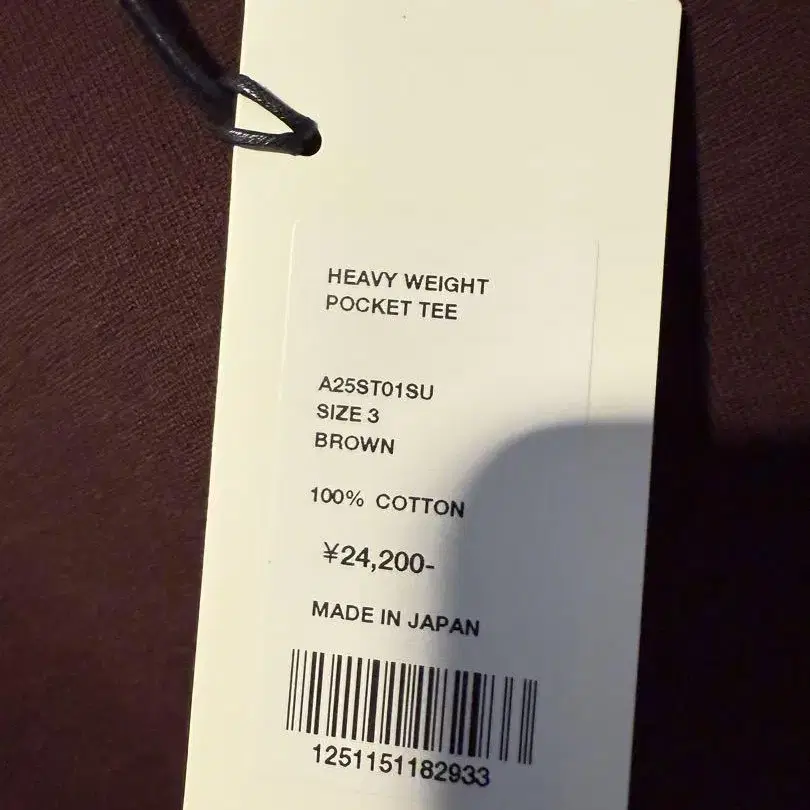 HEAVY WEIGHT
POCKET TEE
A25ST01SU
SIZE 3
BROWN
100% COTTON
¥24,200-
MADE IN JAPAN
1251151182933